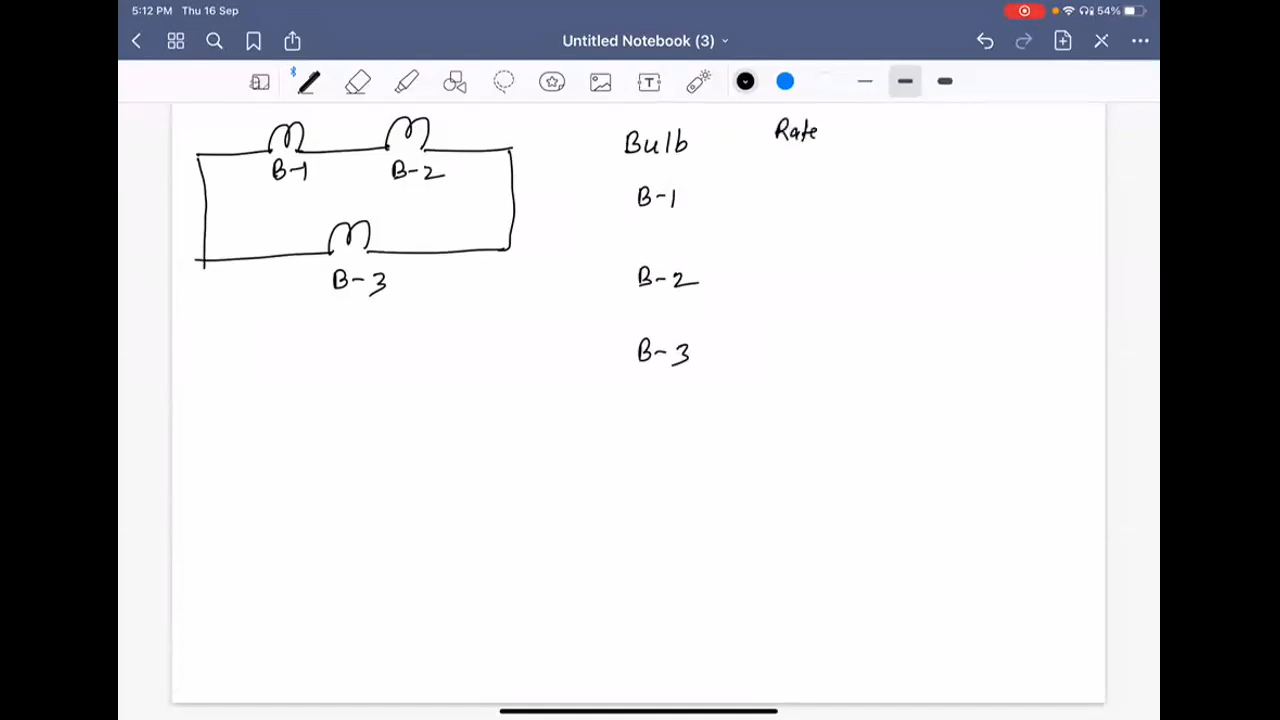 5:12 PM Thu 16 Sep
54%
Untitled Notebook (3)
T
Bulb Rate
B-1 B-2
B-1
B-3
B-2
B-3